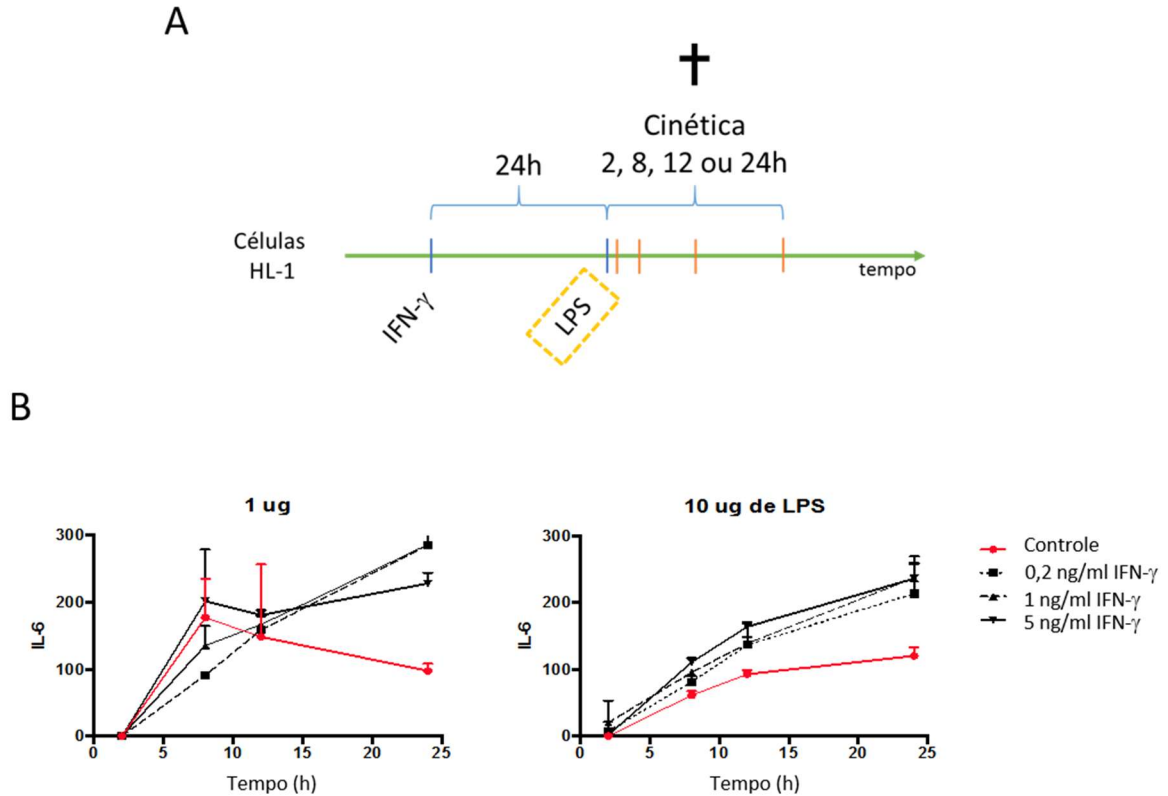 A
Cinética
24h
2, 8, 12 ou 24h
Células
HL-1
tempo
IFN-γ
LPS
B
1 ug
300
200
100
0
IL-6
0 5 10 15 20 25
Tempo (h)
10 ug de LPS
300
200
100
0
IL-6
0 5 10 15 20 25
Tempo (h)
Controle
0,2 ng/ml IFN-γ
1 ng/ml IFN-γ
5 ng/ml IFN-γ